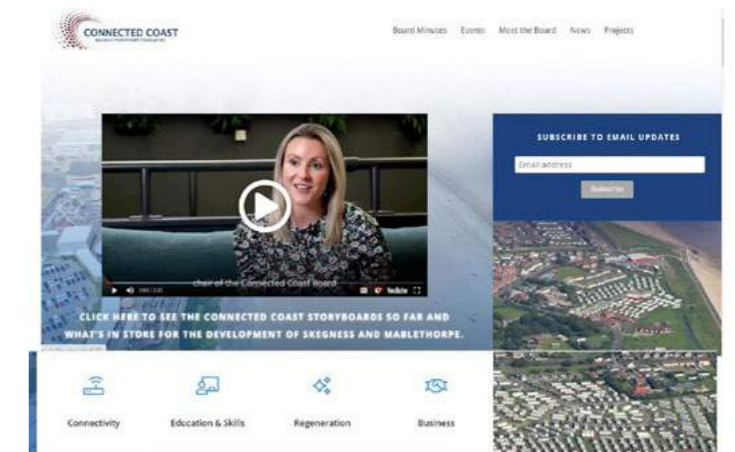 CONNECTED COAST
Board Minutes Events Meet the Board News Projects
SUBSCRIBE TO EMAIL UPDATES
Email address
Subscribe
chair of the Connected Coast Board
YouTube
CLICK HERE TO SEE THE CONNECTED COAST STORYBOARDS SO FAR AND
WHAT'S IN STORE FOR THE DEVELOPMENT OF SKEGNESS AND MABLETHORPE.
Connectivity Education & Skills Regeneration Business